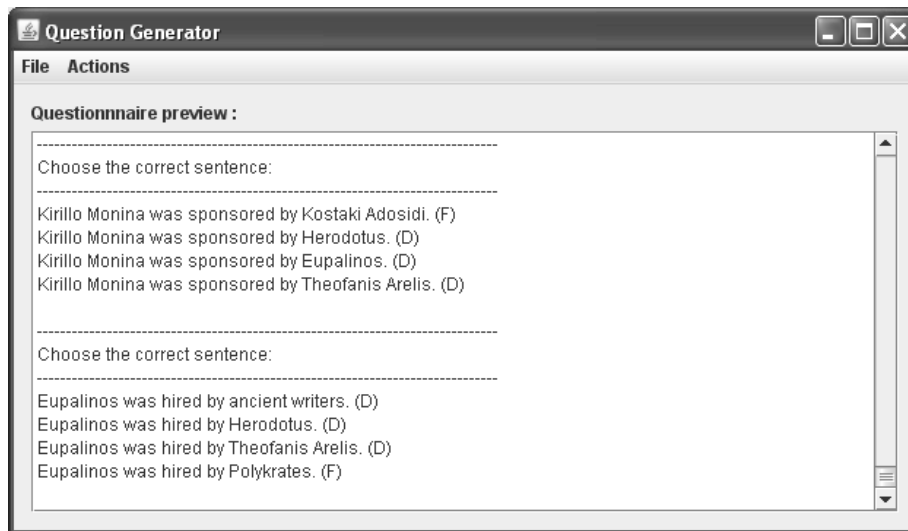 Question Generator
File Actions
Questionnnaire preview :
--------------------------------------------------------------------------------
Choose the correct sentence:
--------------------------------------------------------------------------------
Kirillo Monina was sponsored by Kostaki Adosidi. (F)
Kirillo Monina was sponsored by Herodotus. (D)
Kirillo Monina was sponsored by Eupalinos. (D)
Kirillo Monina was sponsored by Theofanis Arelis. (D)
--------------------------------------------------------------------------------
Choose the correct sentence:
--------------------------------------------------------------------------------
Eupalinos was hired by ancient writers. (D)
Eupalinos was hired by Herodotus. (D)
Eupalinos was hired by Theofanis Arelis. (D)
Eupalinos was hired by Polykrates. (F)